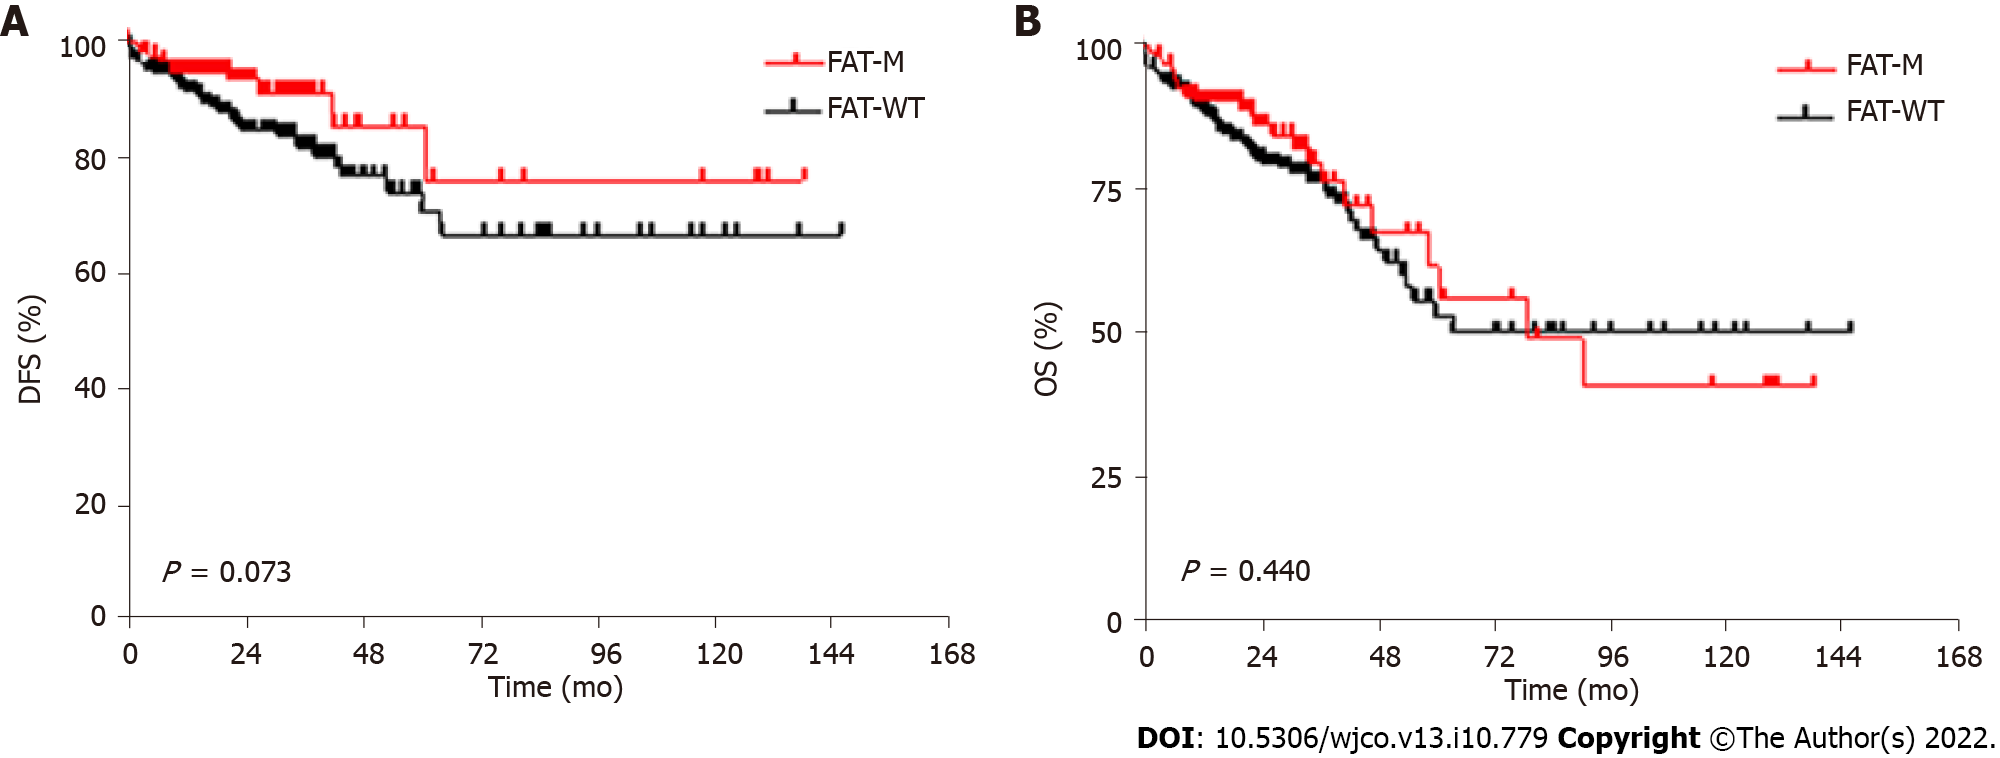 A
100
80
60
40
20
0
DFS (%)
FAT-M
FAT-WT
P = 0.073
0 24 48 72 96 120 144 168
Time (mo)
B
100
75
50
25
0
OS (%)
FAT-M
FAT-WT
P = 0.440
0 24 48 72 96 120 144 168
Time (mo)
DOI: 10.5306/wjco.v13.i10.779 Copyright ©The Author(s) 2022.